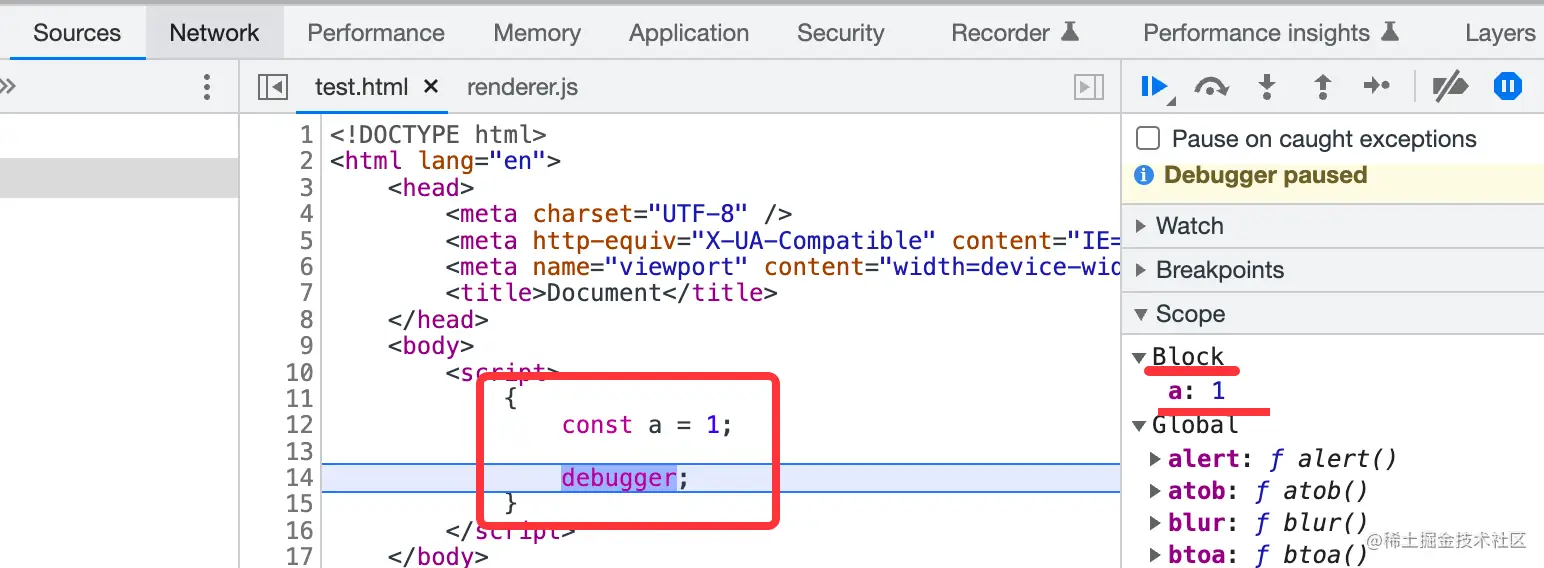 Sources Network Performance Memory Application Security Recorder Performance insights Layers
test.html × renderer.js
1 <!DOCTYPE html>
2 <html lang="en">
3 <head>
4 <meta charset="UTF-8" />
5 <meta http-equiv="X-UA-Compatible" content="IE=
6 <meta name="viewport" content="width=device-wid
7 <title>Document</title>
8 </head>
9 <body>
10 <script>
11 {
12 const a = 1;
13
14 debugger;
15 }
16 </script>
17 </body>
Pause on caught exceptions
Debugger paused
Watch
Breakpoints
Scope
Block
a: 1
Global
alert: ƒ alert()
atob: ƒ atob()
blur: ƒ blur()
btoa: ƒ btoa()
@稀土掘金技术社区